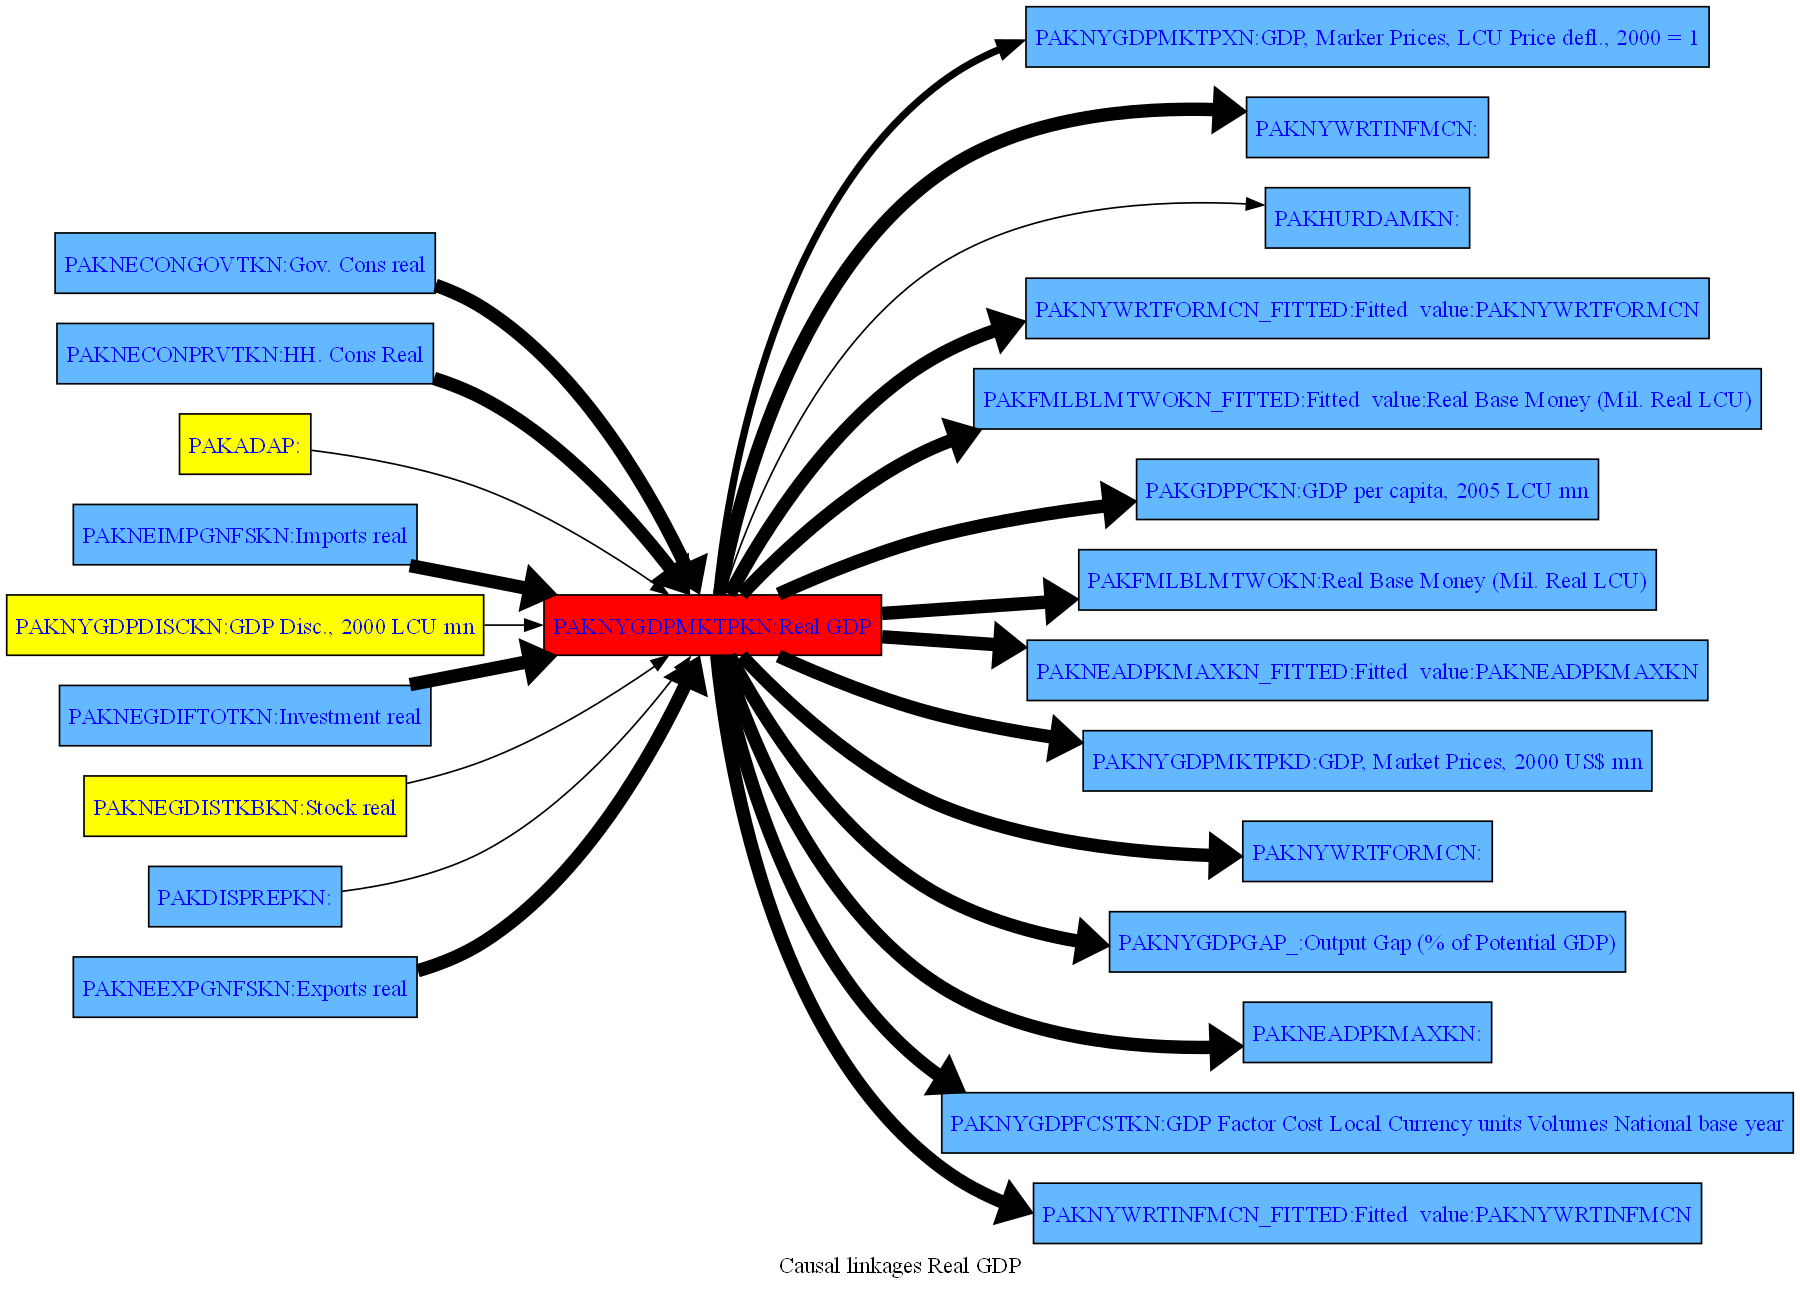 PAKNECONGOVTKN:Gov. Cons real
PAKNECONPRVTKN:HH. Cons Real
PAKADAP:
PAKNEIMPGNFSKN:Imports real
PAKNYGDPDISCKN:GDP Disc., 2000 LCU mn
PAKNEGDIFTOTKN:Investment real
PAKNEGDISTKBKN:Stock real
PAKDISPREPKN:
PAKNEEXPGNFSKN:Exports real
PAKNYGDPMKTPKN:Real GDP
PAKNYGDPMKTPXN:GDP, Marker Prices, LCU Price defl., 2000 = 1
PAKNYWRTINFMCN:
PAKHURDAMKN:
PAKNYWRTFORMCN_FITTED:Fitted value:PAKNYWRTFORMCN
PAKFMLBLMTWOKN_FITTED:Fitted value:Real Base Money (Mil. Real LCU)
PAKGDPPCKN:GDP per capita, 2005 LCU mn
PAKFMLBLMTWOKN:Real Base Money (Mil. Real LCU)
PAKNEADPKMAXKN_FITTED:Fitted value:PAKNEADPKMAXKN
PAKNYGDPMKTPKD:GDP, Market Prices, 2000 US$ mn
PAKNYWRTFORMCN:
PAKNYGDPGAP_:Output Gap (% of Potential GDP)
PAKNEADPKMAXKN:
PAKNYGDPFCSTKN:GDP Factor Cost Local Currency units Volumes National base year
PAKNYWRTINFMCN_FITTED:Fitted value:PAKNYWRTINFMCN
Causal linkages Real GDP